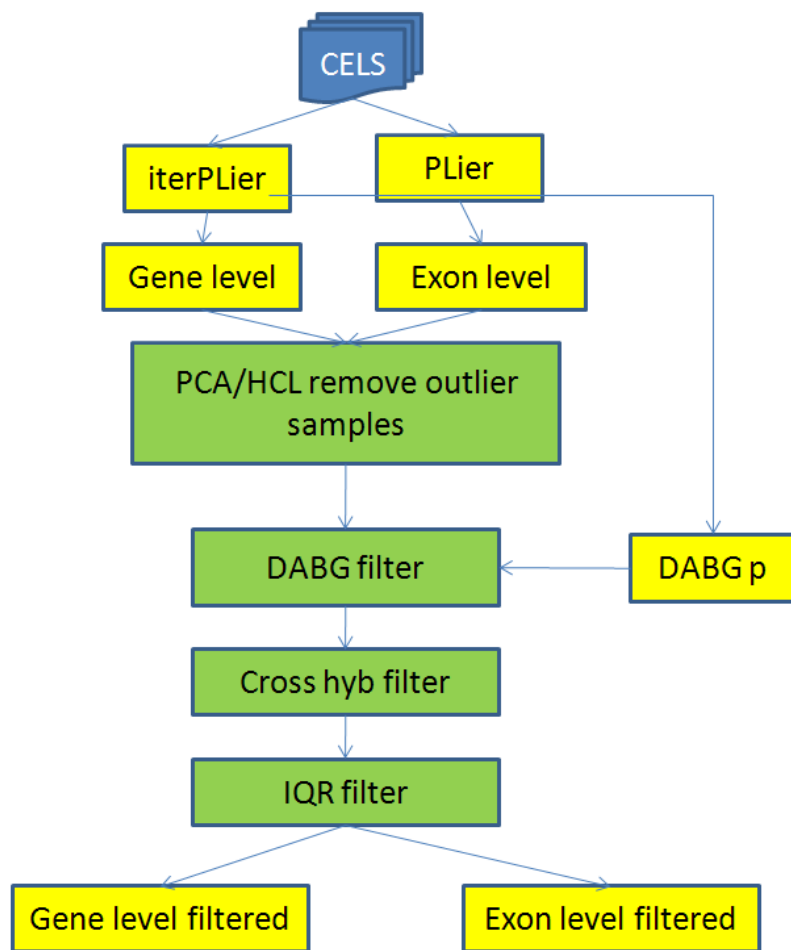 CELS
iterPLier
PLier
Gene level
Exon level
PCA/HCL remove outlier
samples
DABG filter
DABG p
Cross hyb filter
IQR filter
Gene level filtered
Exon level filtered